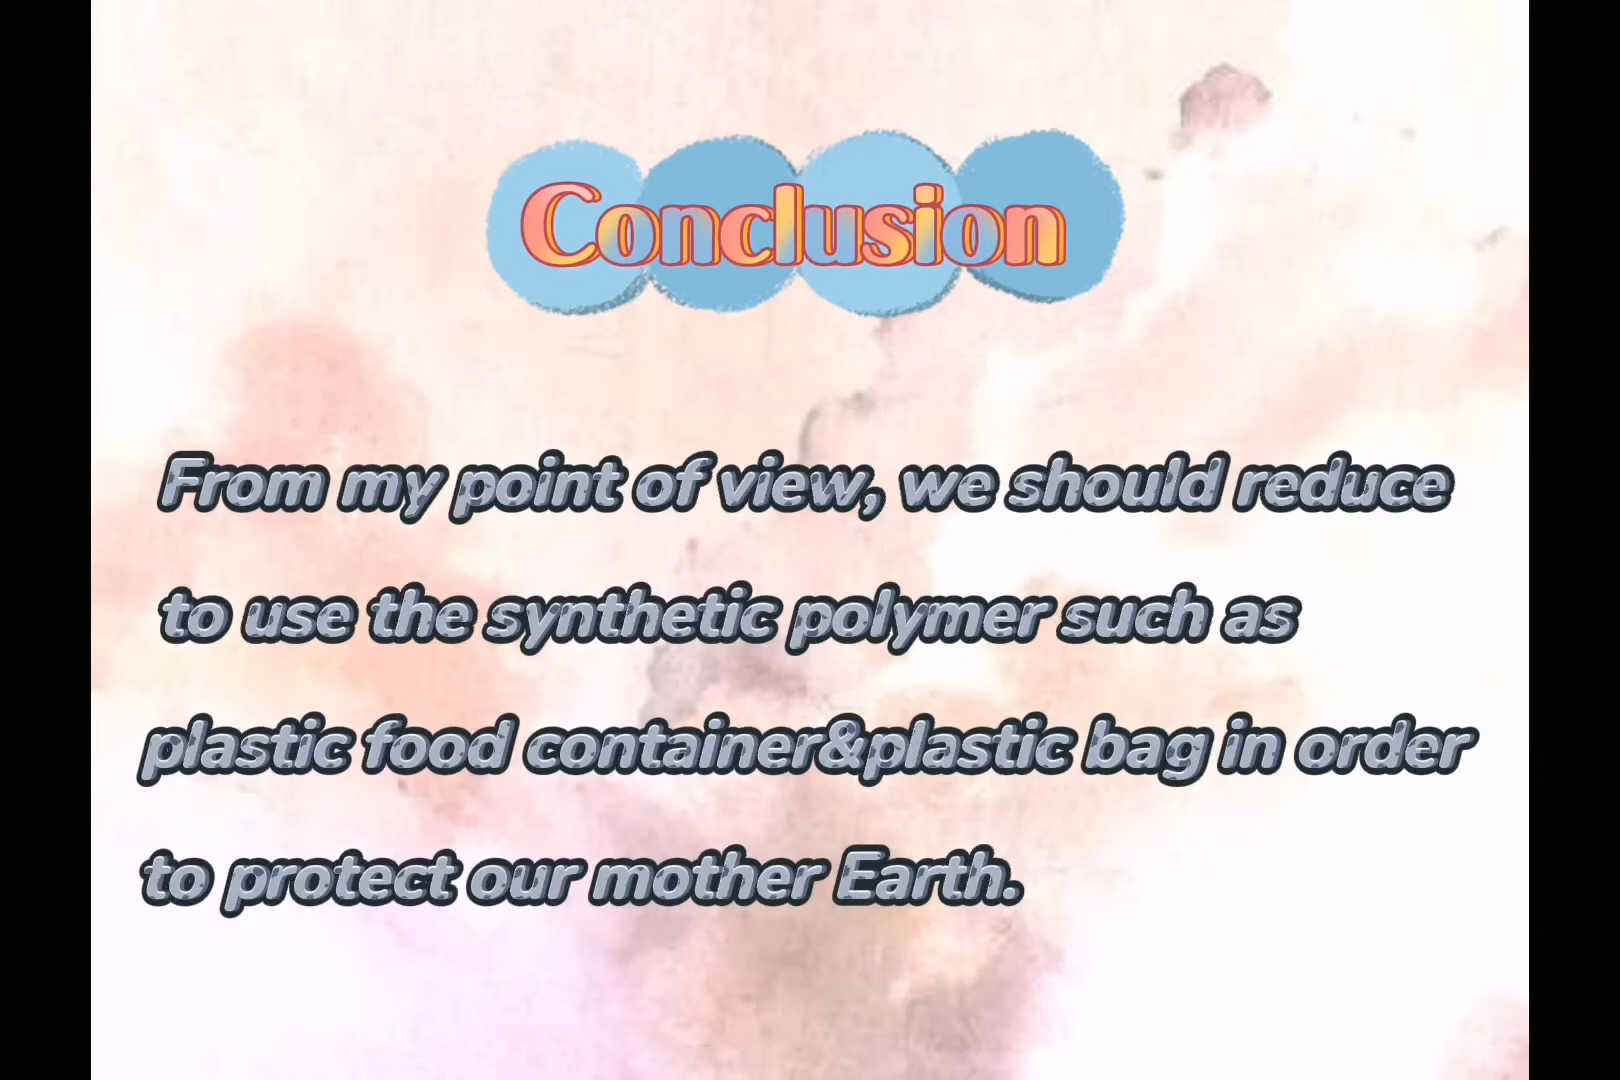 Conclusion
From my point of view, we should reduce
to use the synthetic polymer such as
plastic food container&plastic bag in order
to protect our mother Earth.